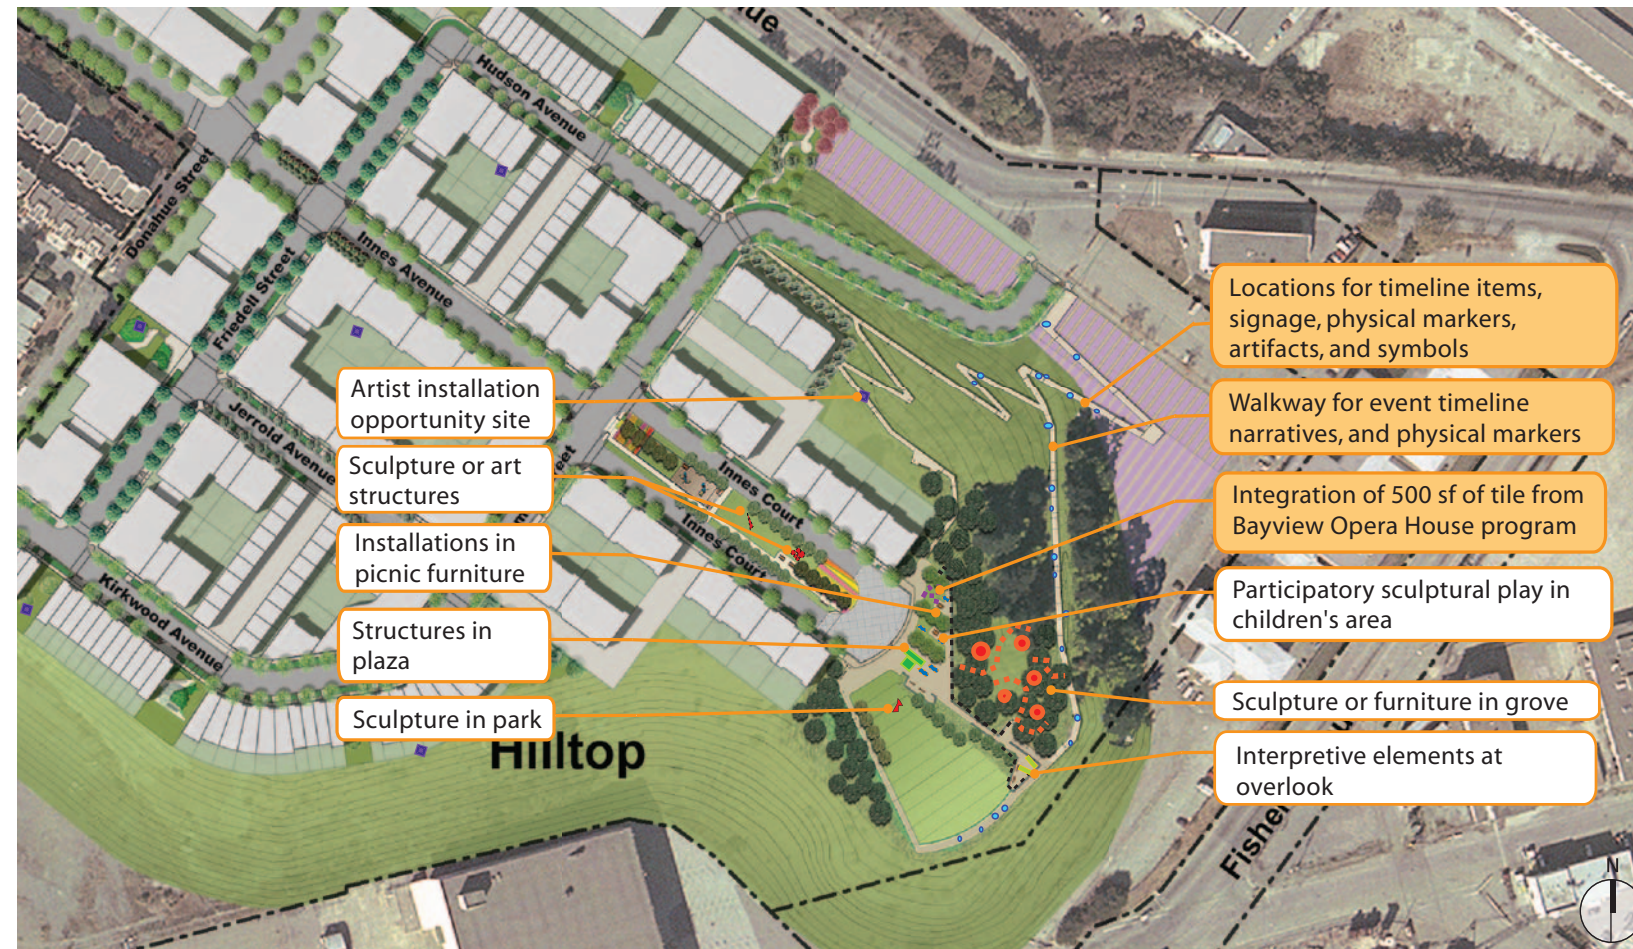 ue
Hudson Avenue
Donahue Street
Friedell Street
Innes Avenue
Jerrold Avenue
Kirkwood Avenue
Innes Court
Innes Court
Hilltop
Artist installation
opportunity site
Sculpture or art
structures
Installations in
picnic furniture
Structures in
plaza
Sculpture in park
Locations for timeline items,
signage, physical markers,
artifacts, and symbols
Walkway for event timeline
narratives, and physical markers
Integration of 500 sf of tile from
Bayview Opera House program
Participatory sculptural play in
children's area
Sculpture or furniture in grove
Interpretive elements at
overlook
Fisher
N